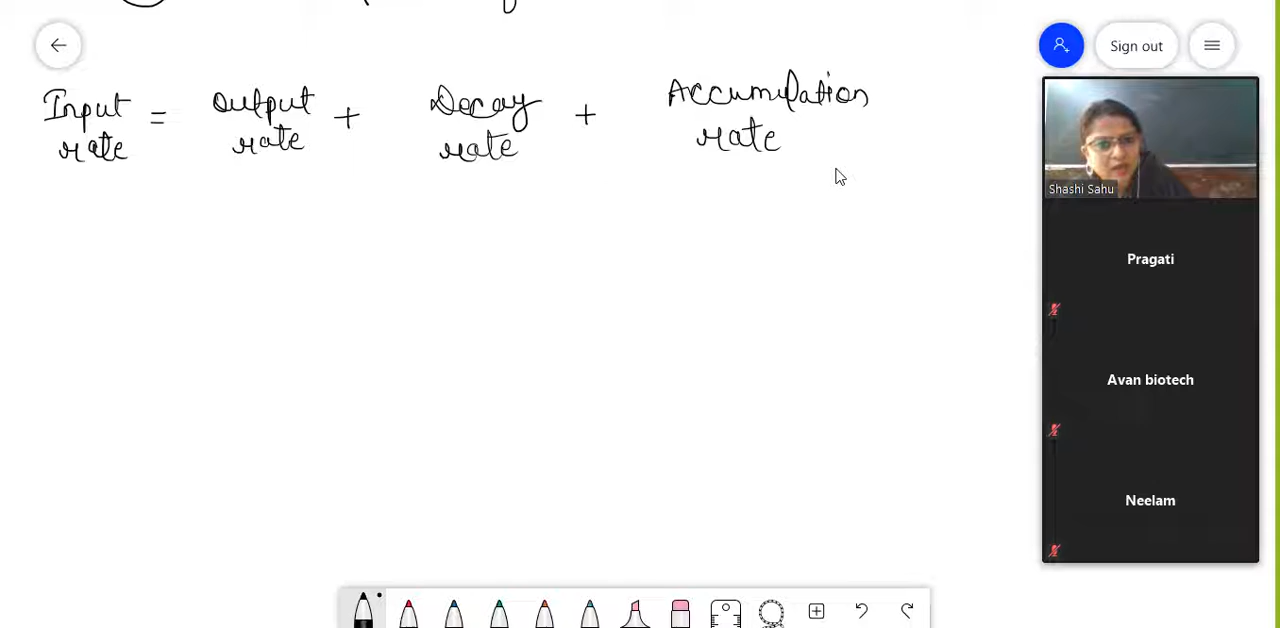 Sign out
Input = Output + Decay + Accumulation
rate rate rate rate
Shashi Sahu
Pragati
Avan biotech
Neelam